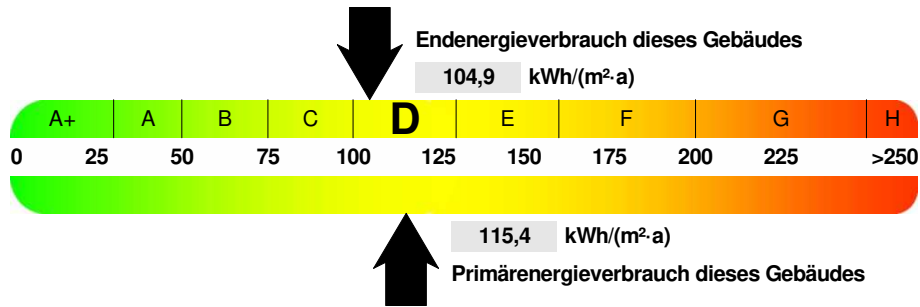 Endenergieverbrauch dieses Gebäudes
104,9 kWh/(m²·a)
A+ A B C D E F G H
0 25 50 75 100 125 150 175 200 225 >250
115,4 kWh/(m²·a)
Primärenergieverbrauch dieses Gebäudes